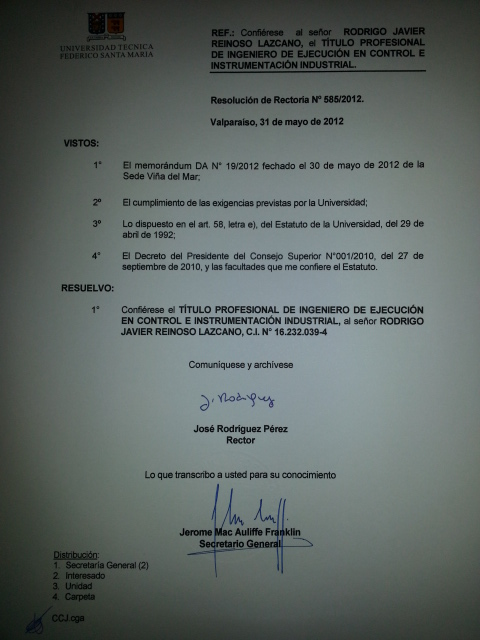 UNIVERSIDAD TECNICA
FEDERICO SANTA MARIA
REF.: Confiérese al señor RODRIGO JAVIER
REINOSO LAZCANO, el TÍTULO PROFESIONAL
DE INGENIERO DE EJECUCIÓN EN CONTROL E
INSTRUMENTACIÓN INDUSTRIAL.
Resolución de Rectoría N° 585/2012.
Valparaíso, 31 de mayo de 2012
VISTOS:
1° El memorándum DA N° 19/2012 fechado el 30 de mayo de 2012 de la
Sede Viña del Mar;
2º El cumplimiento de las exigencias previstas por la Universidad;
3º Lo dispuesto en el art. 58, letra e), del Estatuto de la Universidad, del 29 de
abril de 1992;
4° El Decreto del Presidente del Consejo Superior N°001/2010, del 27 de
septiembre de 2010, y las facultades que me confiere el Estatuto.
RESUELVO:
1° Confiérese el TÍTULO PROFESIONAL DE INGENIERO DE EJECUCIÓN
EN CONTROL E INSTRUMENTACIÓN INDUSTRIAL, al señor RODRIGO
JAVIER REINOSO LAZCANO, C.I. N° 16.232.039-4
Comuníquese y archívese
J. Rodriguez
José Rodríguez Pérez
Rector
Lo que transcribo a usted para su conocimiento
Jerome Mac Auliffe Franklin
Secretario General
Distribución:
1. Secretaría General (2)
2. Interesado
3. Unidad
4. Carpeta
CCJ.cga